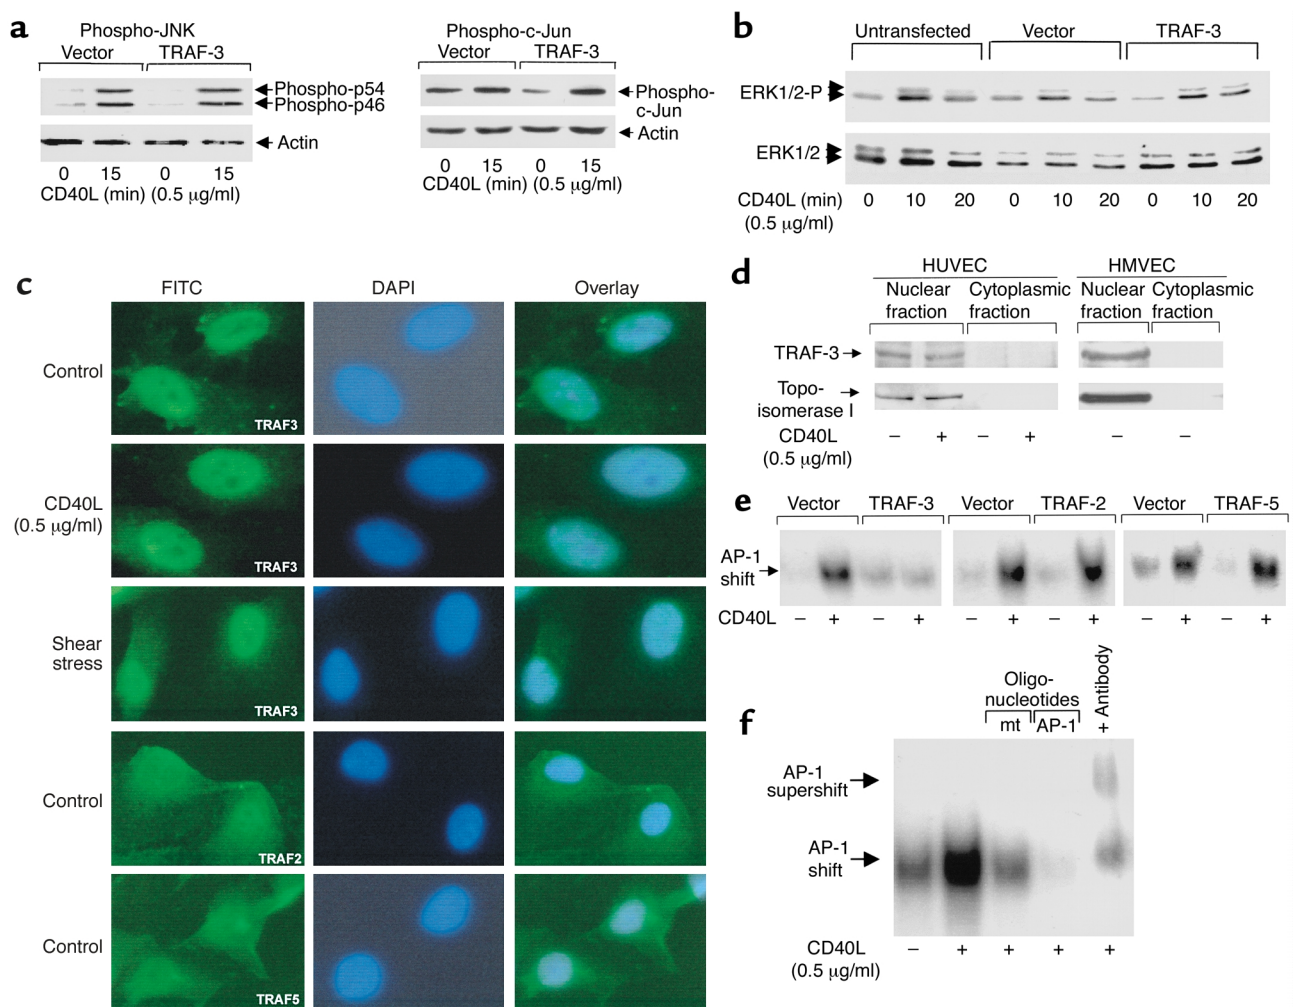 a
Phospho-JNK
Vector TRAF-3
Phospho-p54
Phospho-p46
Actin
0 15 0 15
CD40L (min) (0.5 µg/ml)
Phospho-c-Jun
Vector TRAF-3
Phospho-
c-Jun
Actin
0 15 0 15
CD40L (min) (0.5 µg/ml)
b
Untransfected Vector TRAF-3
ERK1/2-P
ERK1/2
CD40L (min) 0 10 20 0 10 20 0 10 20
(0.5 µg/ml)
c
FITC DAPI Overlay
Control
TRAF3
CD40L
(0.5 µg/ml)
TRAF3
Shear
stress
TRAF3
Control
TRAF2
Control
TRAF5
d
HUVEC HMVEC
Nuclear Cytoplasmic Nuclear Cytoplasmic
fraction fraction fraction fraction
TRAF-3
Topo-
isomerase I
CD40L – + – + – –
(0.5 µg/ml)
e
Vector TRAF-3 Vector TRAF-2 Vector TRAF-5
AP-1
shift
CD40L – + – + – + – + – + – +
f
Oligo-
nucleotides
mt AP-1
+ Antibody
AP-1
supershift
AP-1
shift
CD40L – + + + +
(0.5 µg/ml)